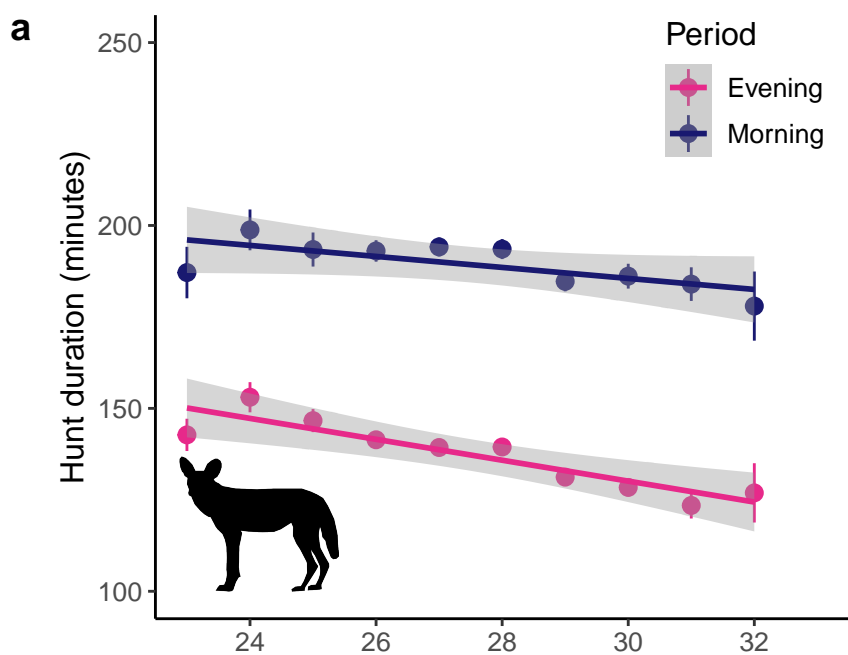 a
Period
Evening
Morning
Hunt duration (minutes)
250
200
150
100
24 26 28 30 32